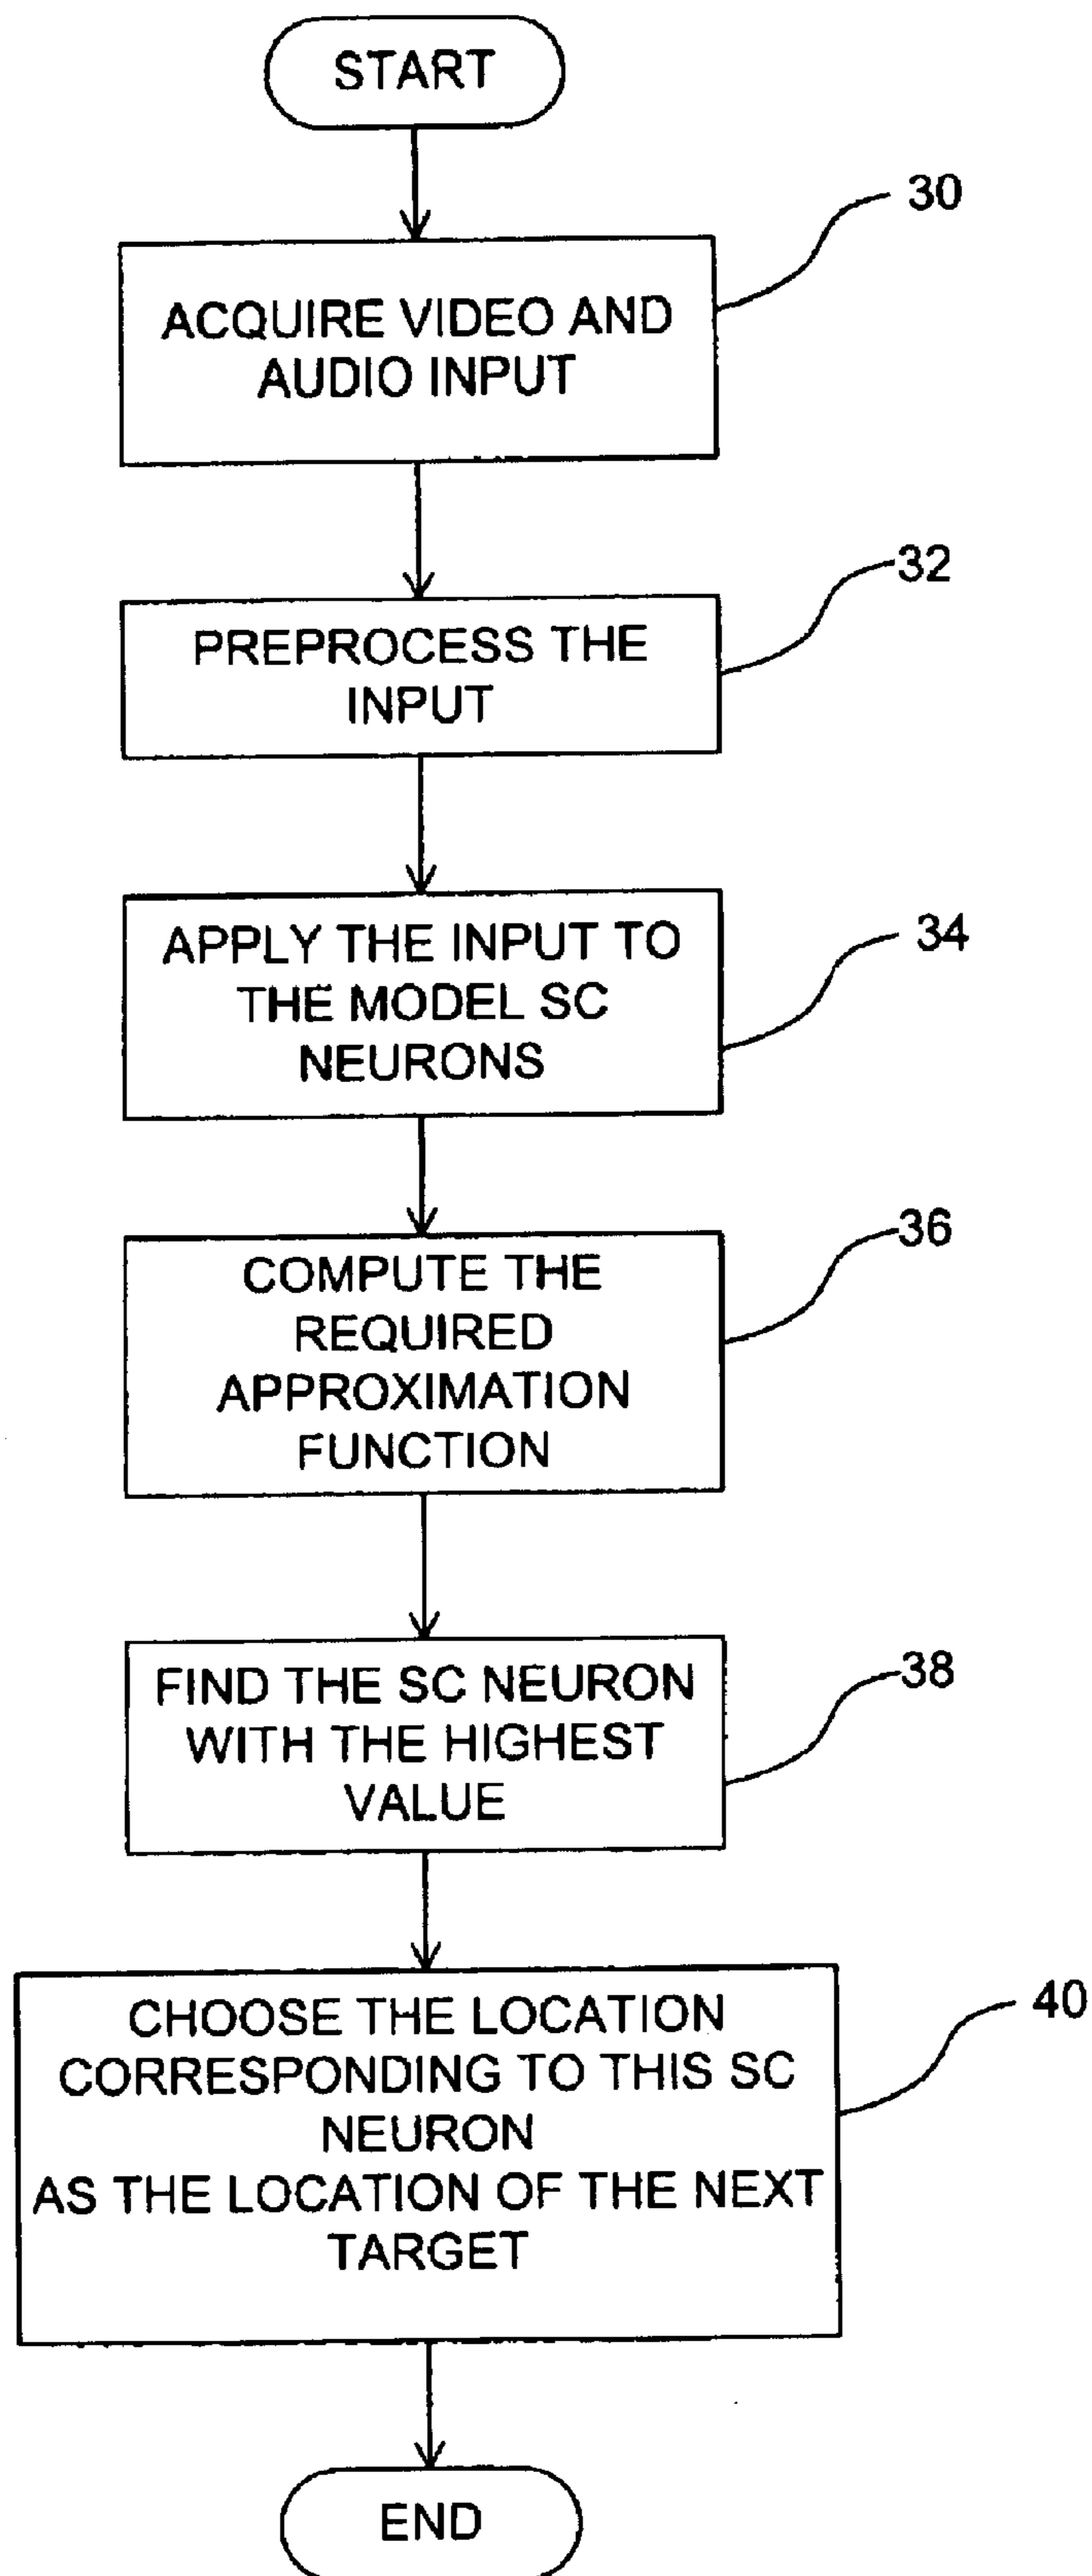 START
30
ACQUIRE VIDEO AND
AUDIO INPUT
32
PREPROCESS THE
INPUT
34
APPLY THE INPUT TO
THE MODEL SC
NEURONS
36
COMPUTE THE
REQUIRED
APPROXIMATION
FUNCTION
38
FIND THE SC NEURON
WITH THE HIGHEST
VALUE
40
CHOOSE THE LOCATION
CORRESPONDING TO THIS SC
NEURON
AS THE LOCATION OF THE NEXT
TARGET
END